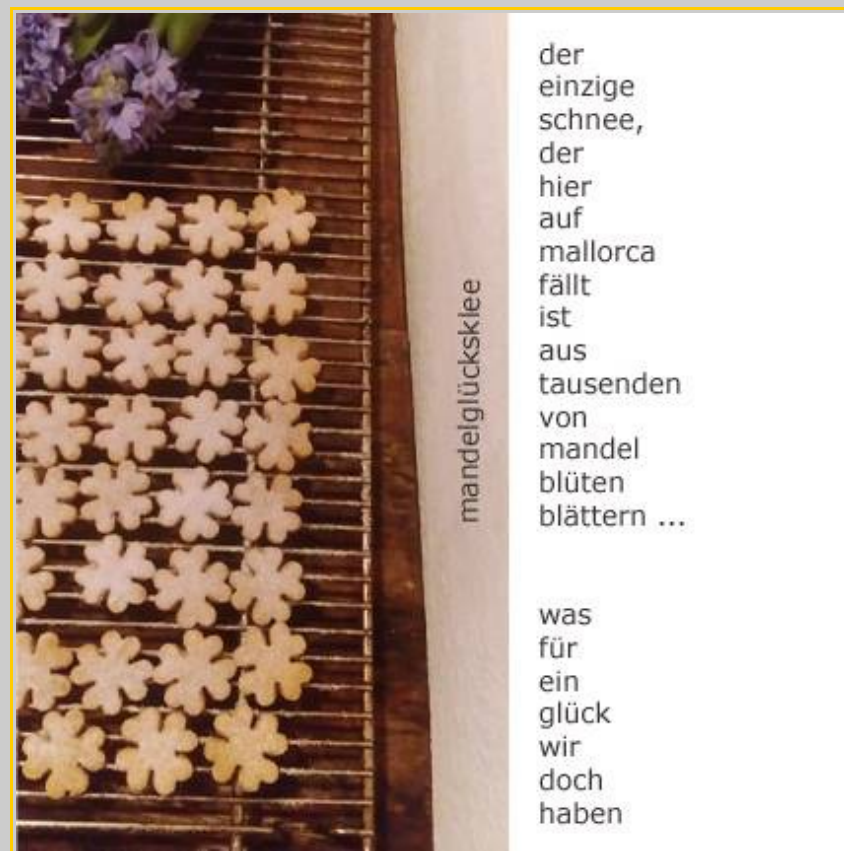 mandelglücksklee
der
einzige
schnee,
der
hier
auf
mallorca
fällt
ist
aus
tausenden
von
mandel
blüten
blättern ...
was
für
ein
glück
wir
doch
haben